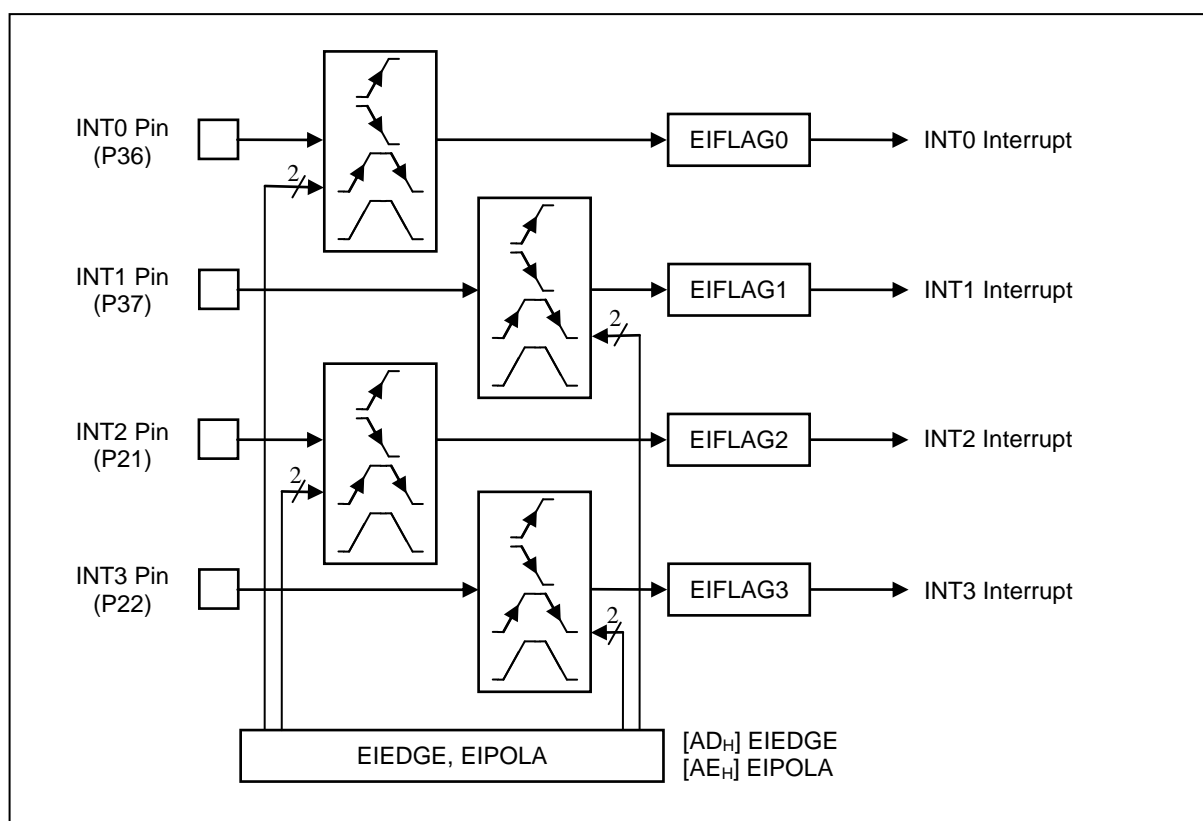 INT0 Pin
(P36)
2
EIFLAG0
INT0 Interrupt
INT1 Pin
(P37)
2
EIFLAG1
INT1 Interrupt
INT2 Pin
(P21)
2
EIFLAG2
INT2 Interrupt
INT3 Pin
(P22)
2
EIFLAG3
INT3 Interrupt
EIEDGE, EIPOLA
[ADH] EIEDGE
[AEH] EIPOLA